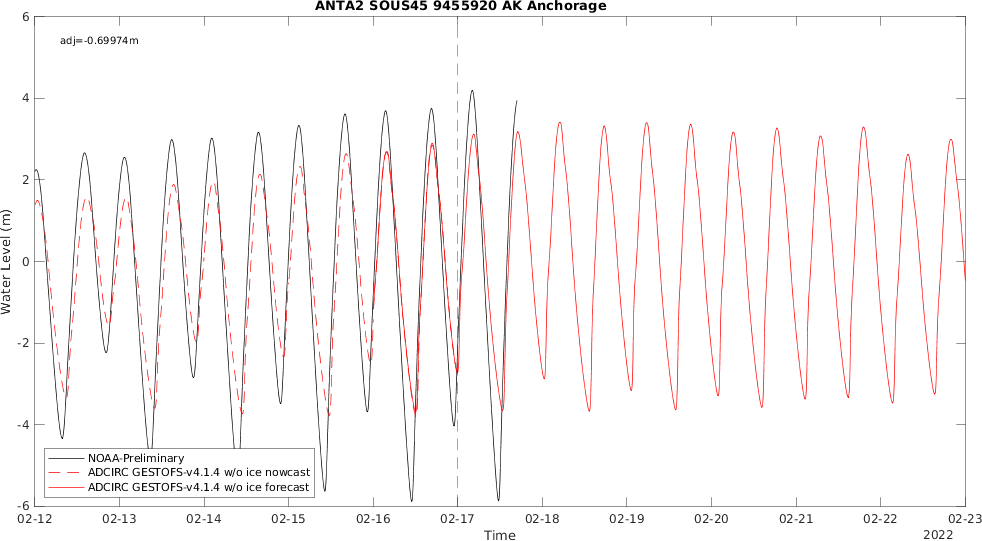 ANTA2 SOUS45 9455920 AK Anchorage
adj=-0.69974m
6
4
2
0
-2
-4
-6
Water Level (m)
NOAA-Preliminary
ADCIRC GESTOFS-v4.1.4 w/o ice nowcast
ADCIRC GESTOFS-v4.1.4 w/o ice forecast
02-12 02-13 02-14 02-15 02-16 02-17 02-18 02-19 02-20 02-21 02-22 02-23
Time
2022